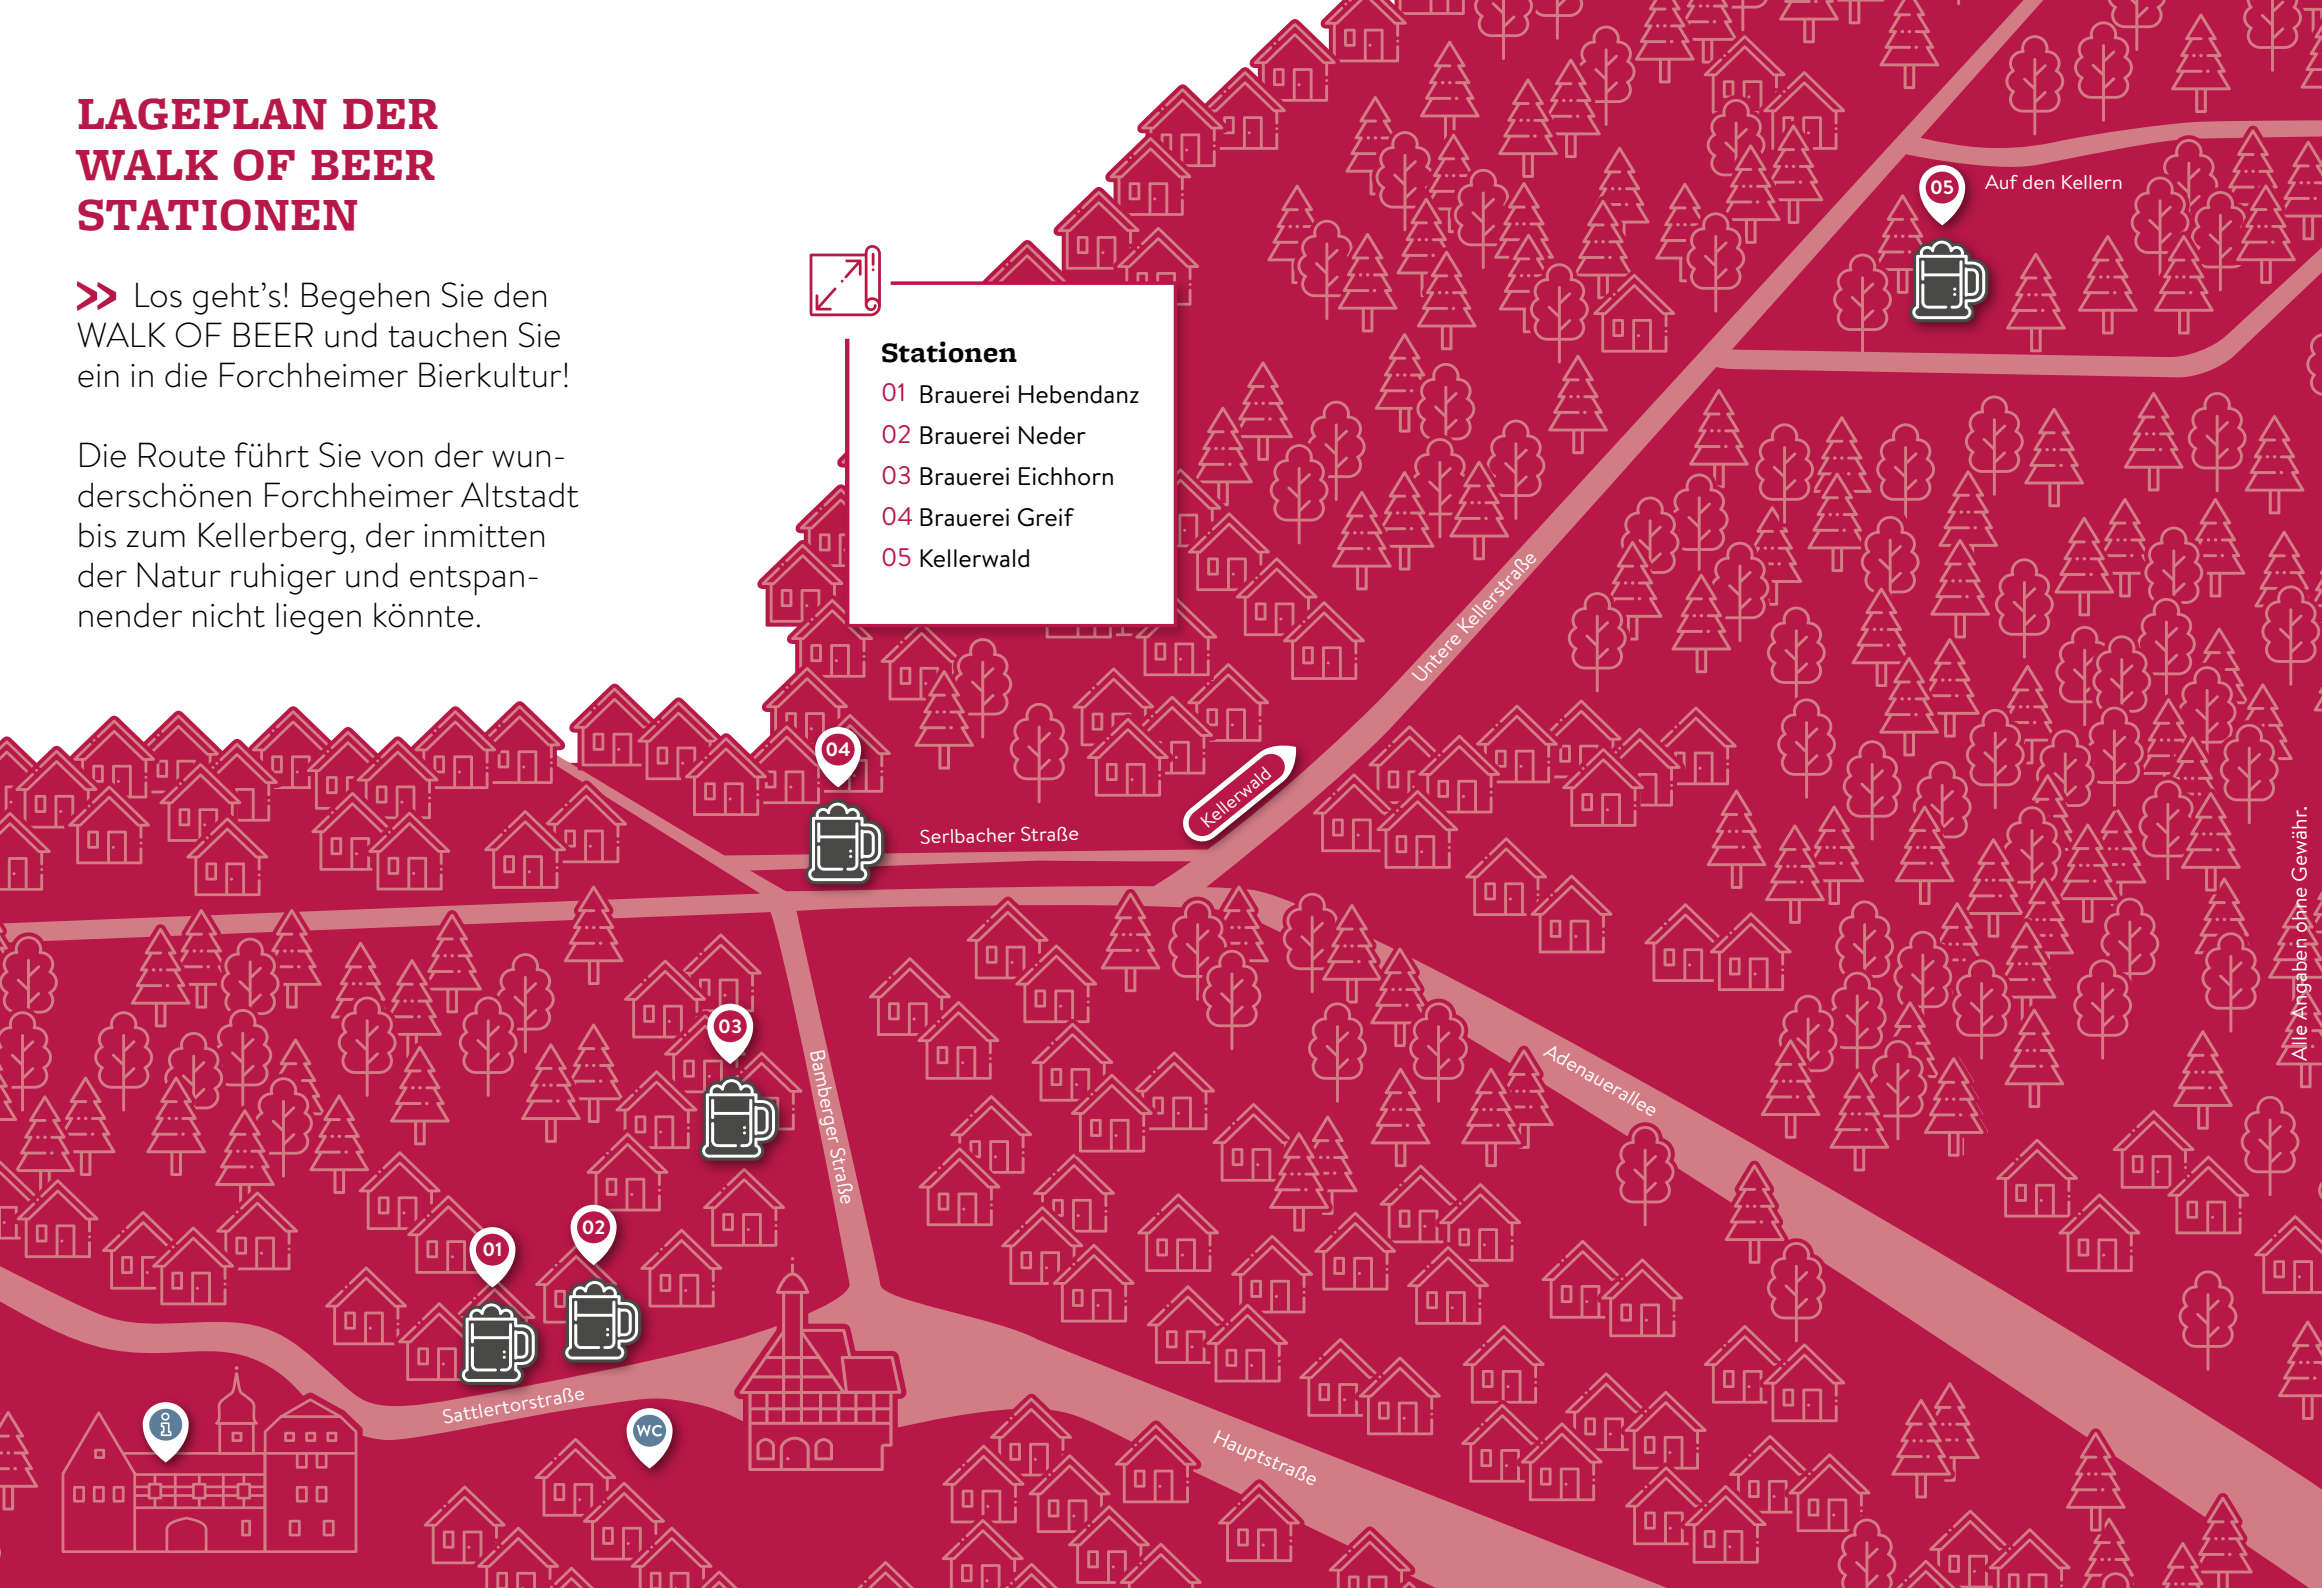 LAGEPLAN DER
WALK OF BEER
STATIONEN
Los geht's! Begehen Sie den
WALK OF BEER und tauchen Sie
ein in die Forchheimer Bierkultur!
Die Route führt Sie von der wun-
derschönen Forchheimer Altstadt
bis zum Kellerberg, der inmitten
der Natur ruhiger und entspan-
nender nicht liegen könnte.
Stationen
01 Brauerei Hebendanz
02 Brauerei Neder
03 Brauerei Eichhorn
04 Brauerei Greif
05 Kellerwald
05
Auf den Kellern
Untere Kellerstraße
Kellerwald
04
Serlbacher Straße
03
Bamberger Straße
Adenauerallee
02
01
Sattlertorstraße
i
WC
Hauptstraße
Alle Angaben ohne Gewähr.